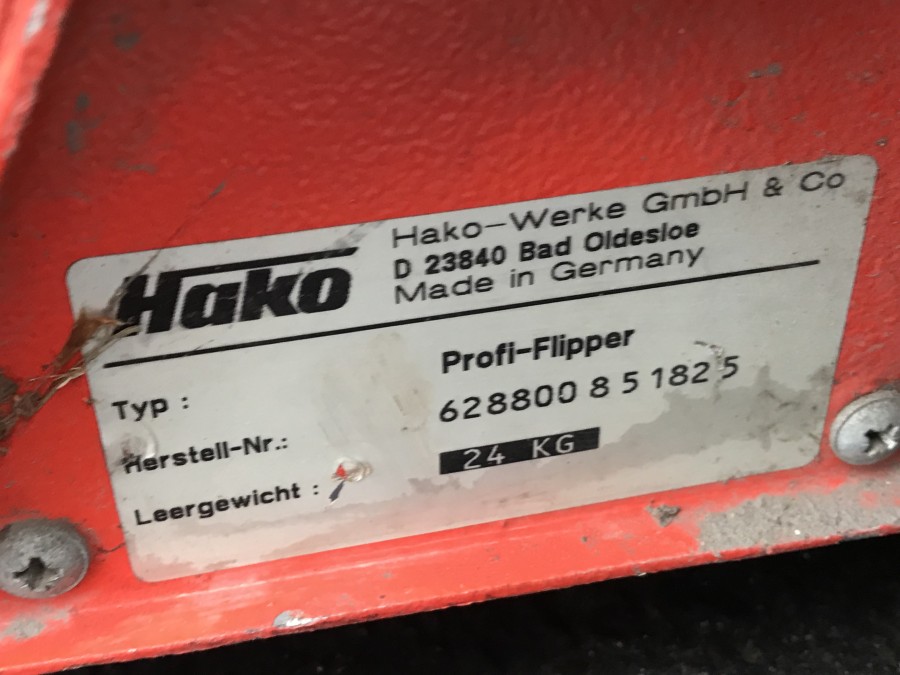 Hako
Hako-Werke GmbH & Co
D 23840 Bad Oldesloe
Made in Germany
Typ : Profi-Flipper
Herstell-Nr.: 628800 8 5 182 5
Leergewicht : 24 KG